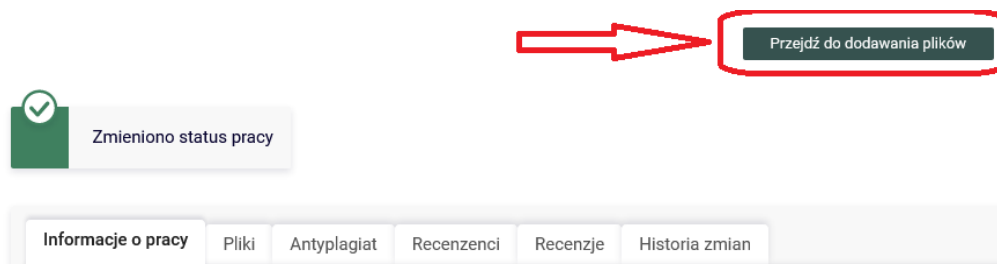 Przejdź do dodawania plików
Zmieniono status pracy
Informacje o pracy Pliki Antyplagiat Recenzenci Recenzje Historia zmian